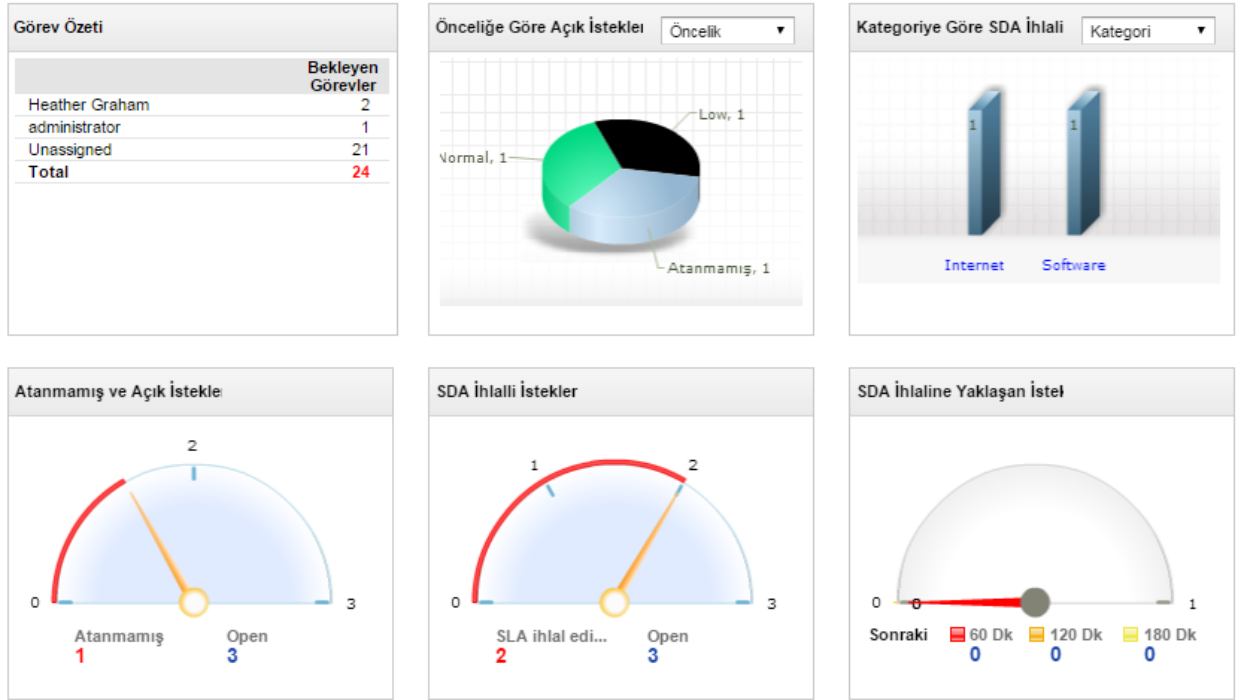 Görev Özeti
Bekleyen
Görevler
Heather Graham 2
administrator 1
Unassigned 21
Total 24
Önceliğe Göre Açık İstekler Öncelik
Low, 1
Normal, 1
Atanmamış, 1
Kategoriye Göre SDA İhlali Kategori
1 1
Internet Software
Atanmamış ve Açık İstekle
2
0 3
Atanmamış Open
1 3
SDA İhlalli İstekler
1 2
0 3
SLA ihlal edi... Open
2 3
SDA İhlaline Yaklaşan İstek
0 0 1
Sonraki 60 Dk 120 Dk 180 Dk
0 0 0